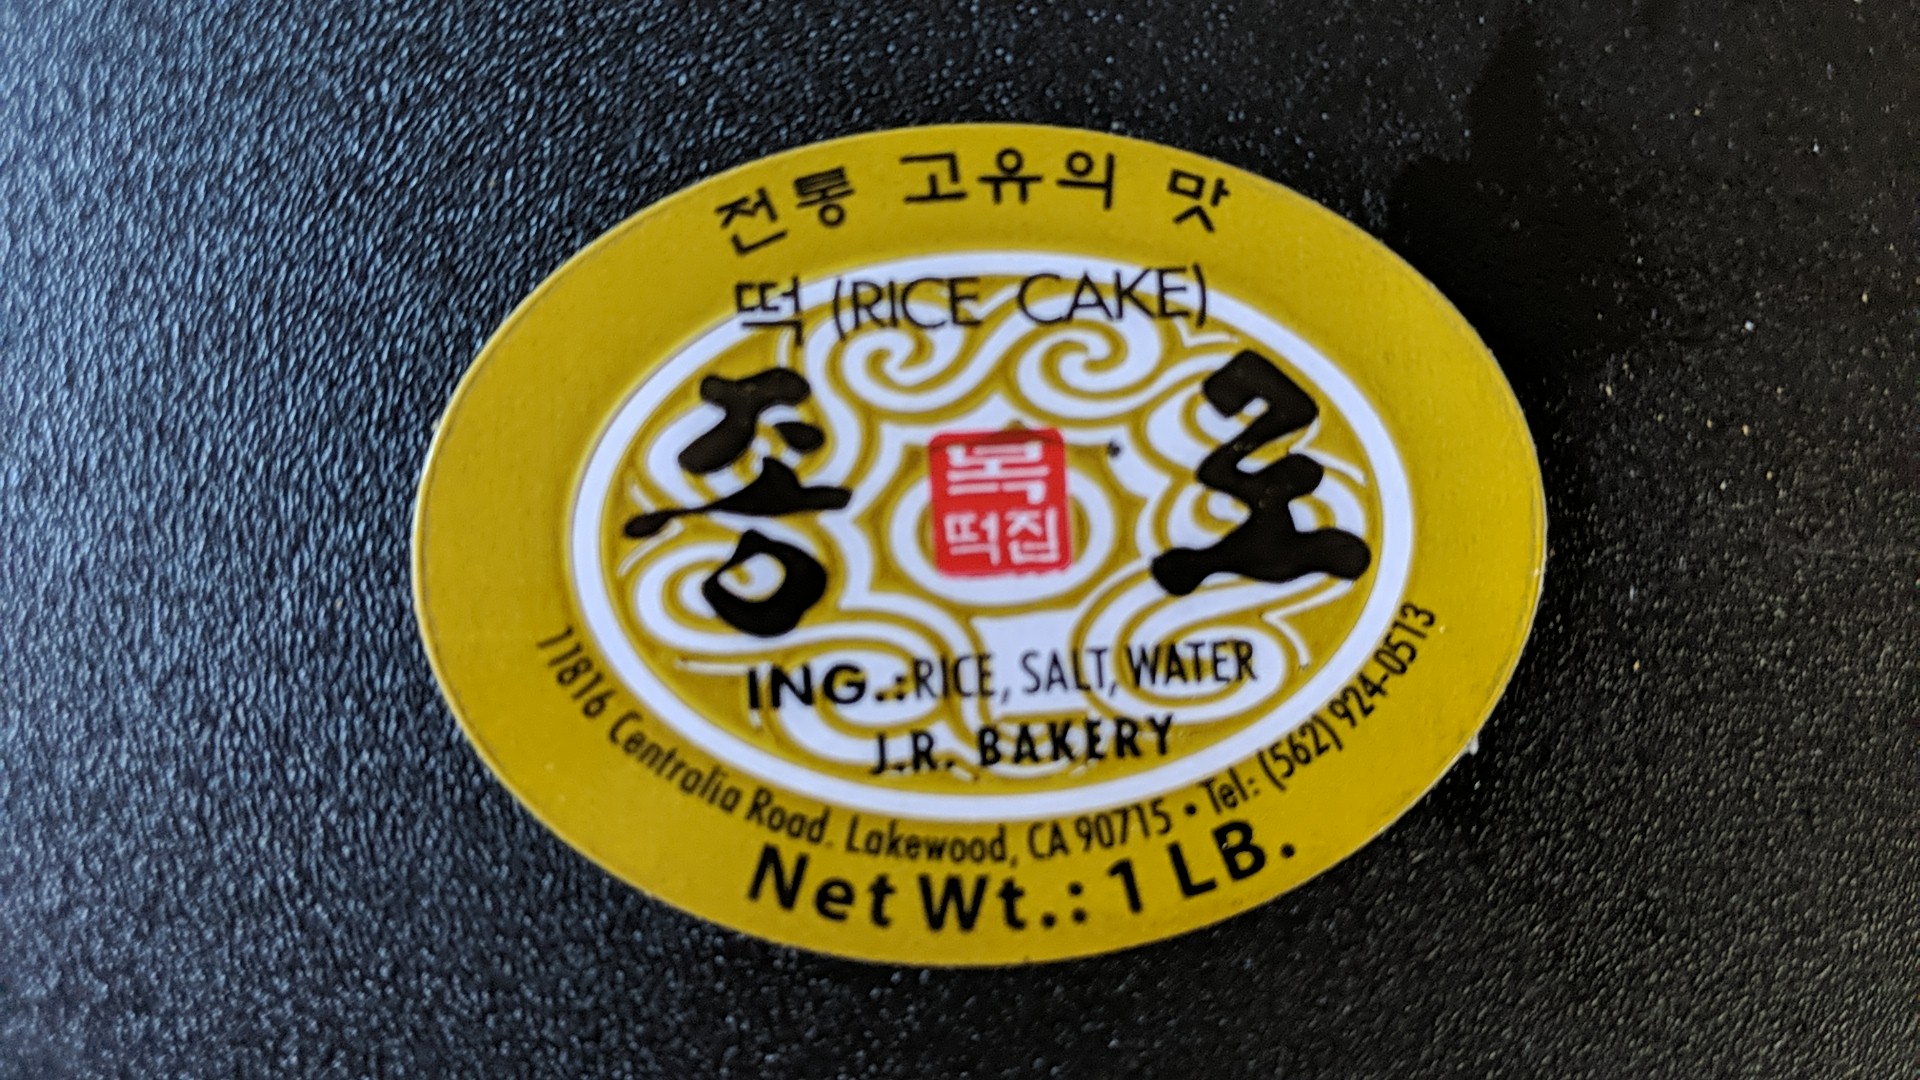 전통 고유의 맛
떡 (RICE CAKE)
종로
복
떡집
ING.:RICE, SALT, WATER
J.R. BAKERY
11816 Centralia Road. Lakewood, CA 90715 • Tel: (562) 924-0513
Net Wt.: 1 LB.